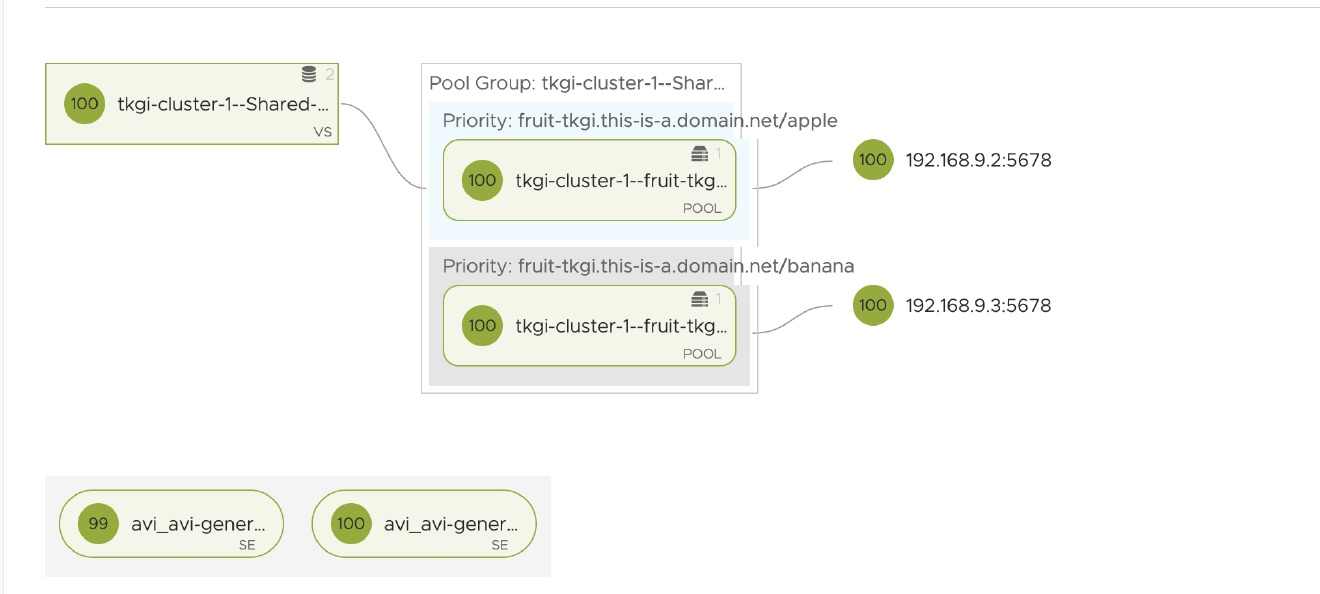 2
100 tkgi-cluster-1--Shared-...
VS
Pool Group: tkgi-cluster-1--Shar...
Priority: fruit-tkgi.this-is-a.domain.net/apple
1
100 tkgi-cluster-1--fruit-tkg...
POOL
100 192.168.9.2:5678
Priority: fruit-tkgi.this-is-a.domain.net/banana
1
100 tkgi-cluster-1--fruit-tkg...
POOL
100 192.168.9.3:5678
99 avi_avi-gener...
SE
100 avi_avi-gener...
SE